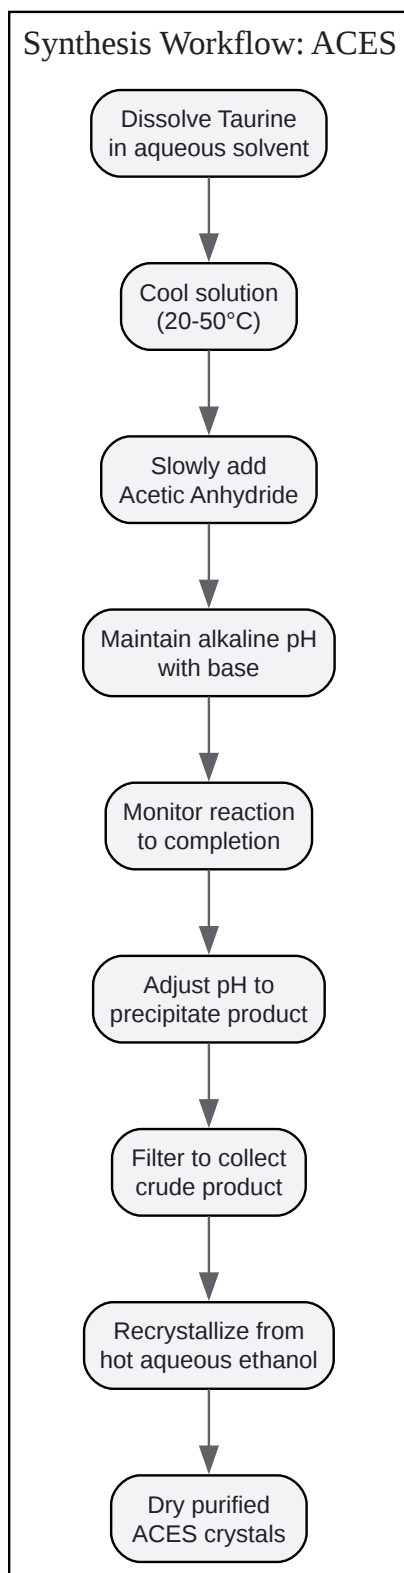 Synthesis Workflow: ACES
Dissolve Taurine
in aqueous solvent
Cool solution
(20-50°C)
Slowly add
Acetic Anhydride
Maintain alkaline pH
with base
Monitor reaction
to completion
Adjust pH to
precipitate product
Filter to collect
crude product
Recrystallize from
hot aqueous ethanol
Dry purified
ACES crystals